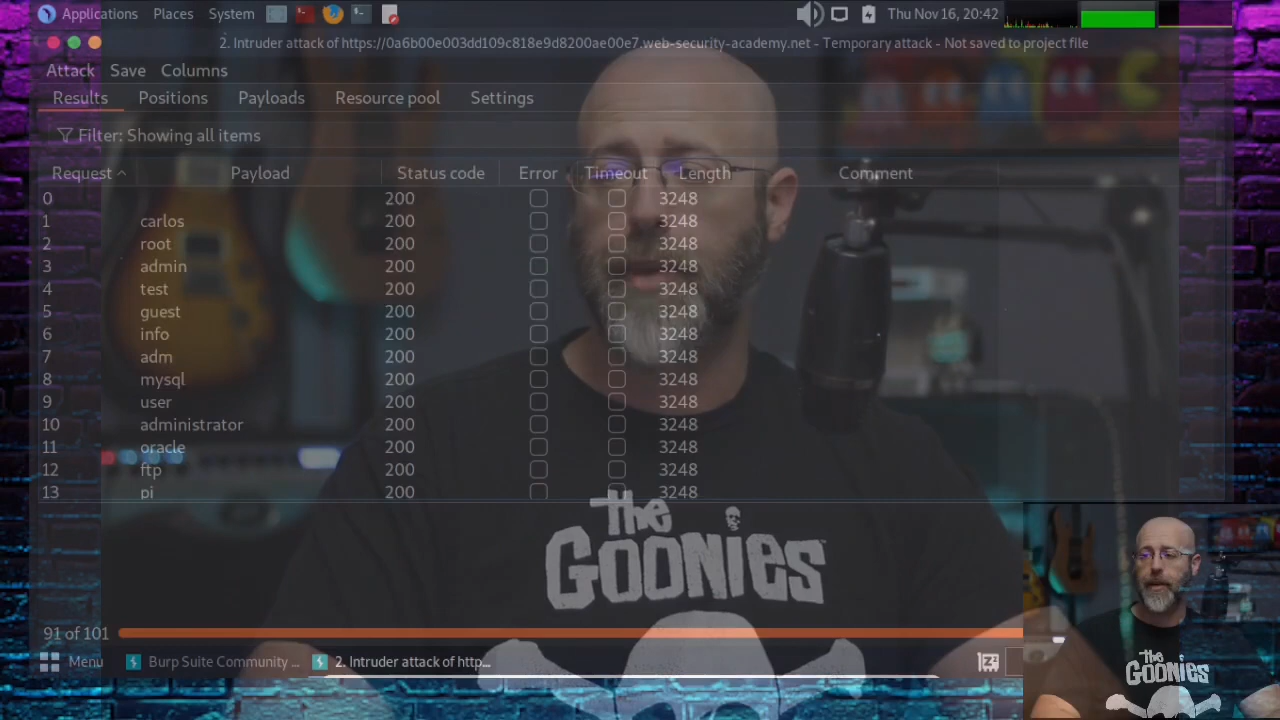 Applications Places System Thu Nov 16, 20:42
2. Intruder attack of https://0a6b00e003dd109c818e9d8200ae00e7.web-security-academy.net - Temporary attack - Not saved to project file
Attack Save Columns
Results Positions Payloads Resource pool Settings
Filter: Showing all items
Request Payload Status code Error Timeout Length Comment
0 200 3248
1 carlos 200 3248
2 root 200 3248
3 admin 200 3248
4 test 200 3248
5 guest 200 3248
6 info 200 3248
7 adm 200 3248
8 mysql 200 3248
9 user 200 3248
10 administrator 200 3248
11 oracle 200 3248
12 ftp 200 3248
13 pi 200 3248
the
GOONIES
91 of 101
Menu Burp Suite Community ... 2. Intruder attack of http...
the
GOONIES